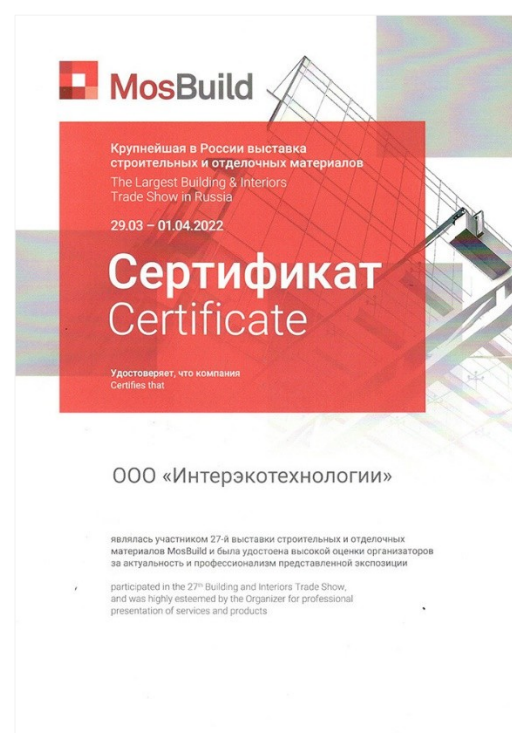 MosBuild
Крупнейшая в России выставка
строительных и отделочных материалов
The Largest Building & Interiors
Trade Show in Russia
29.03 – 01.04.2022
Сертификат
Certificate
Удостоверяет, что компания
Certifies that
ООО «Интерэкотехнологии»
являлась участником 27-й выставки строительных и отделочных
материалов MosBuild и была удостоена высокой оценки организаторов
за актуальность и профессионализм представленной экспозиции
participated in the 27th Building and Interiors Trade Show,
and was highly esteemed by the Organizer for professional
presentation of services and products